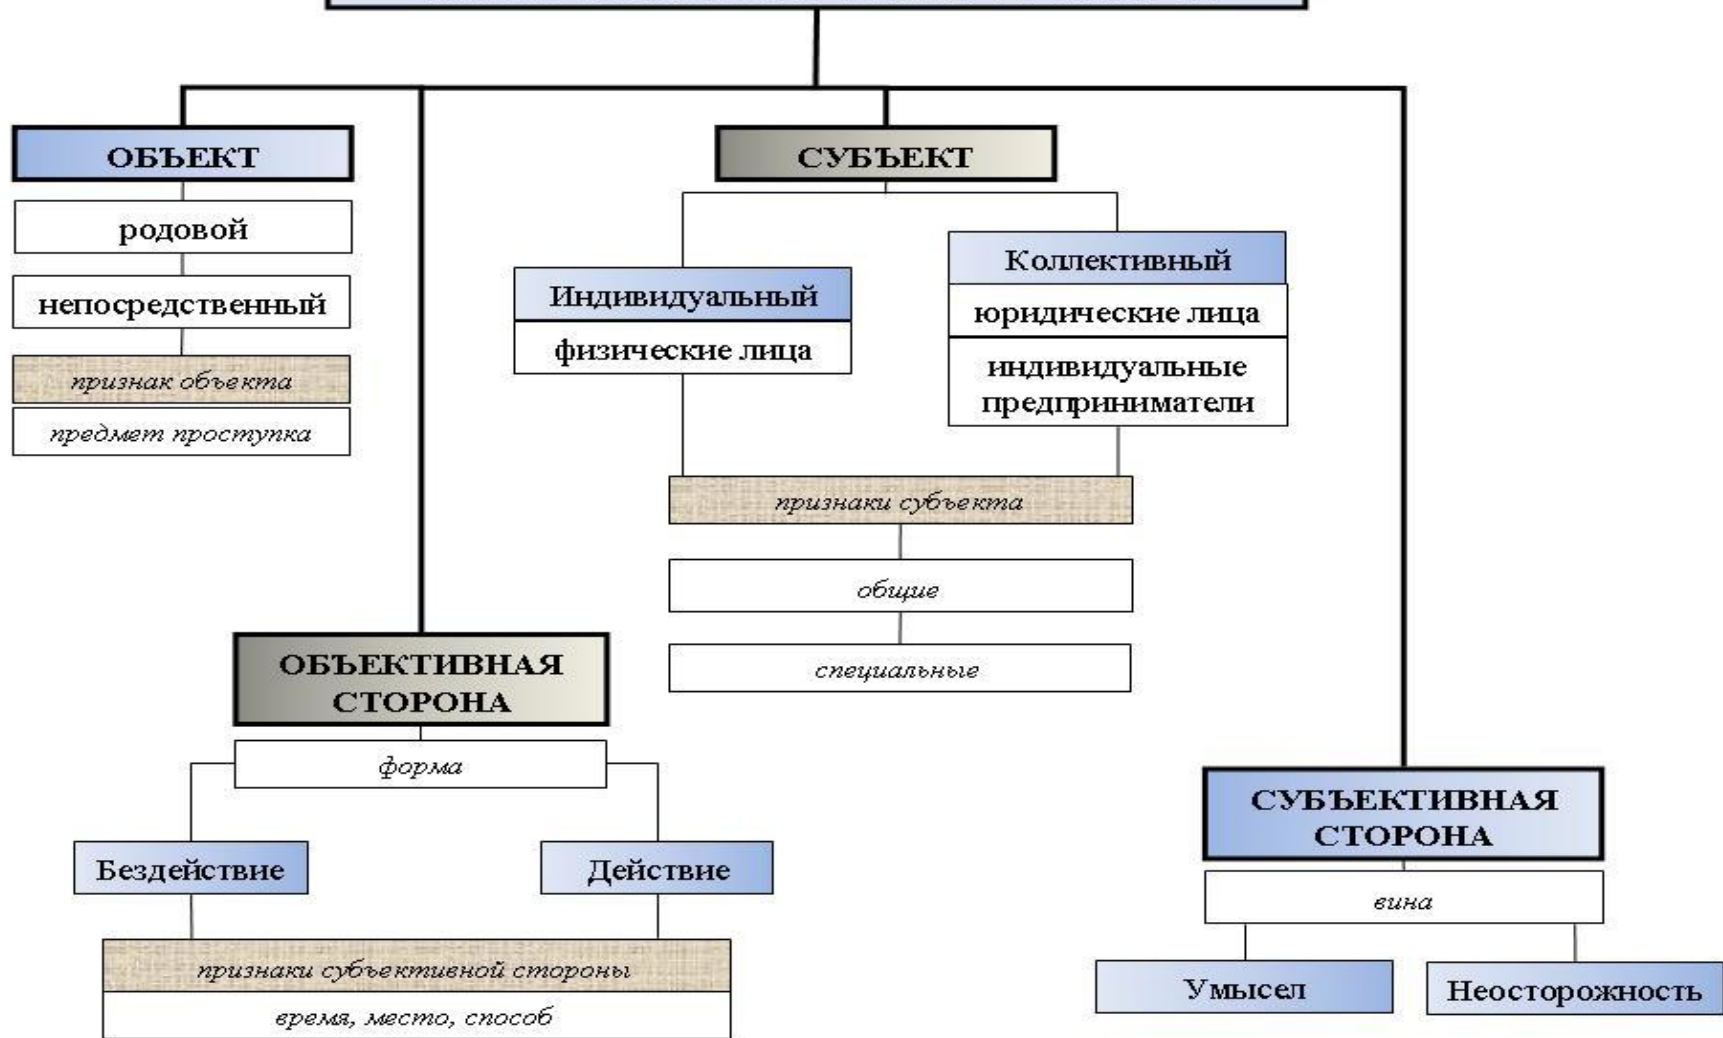 ОБЪЕКТ
родовой
непосредственный
признак объекта
предмет проступка
СУБЪЕКТ
Индивидуальный
физические лица
Коллективный
юридические лица
индивидуальные
предприниматели
признаки субъекта
общие
специальные
ОБЪЕКТИВНАЯ
СТОРОНА
форма
Бездействие
Действие
признаки субъективной стороны
время, место, способ
СУБЪЕКТИВНАЯ
СТОРОНА
вина
Умысел
Неосторожность